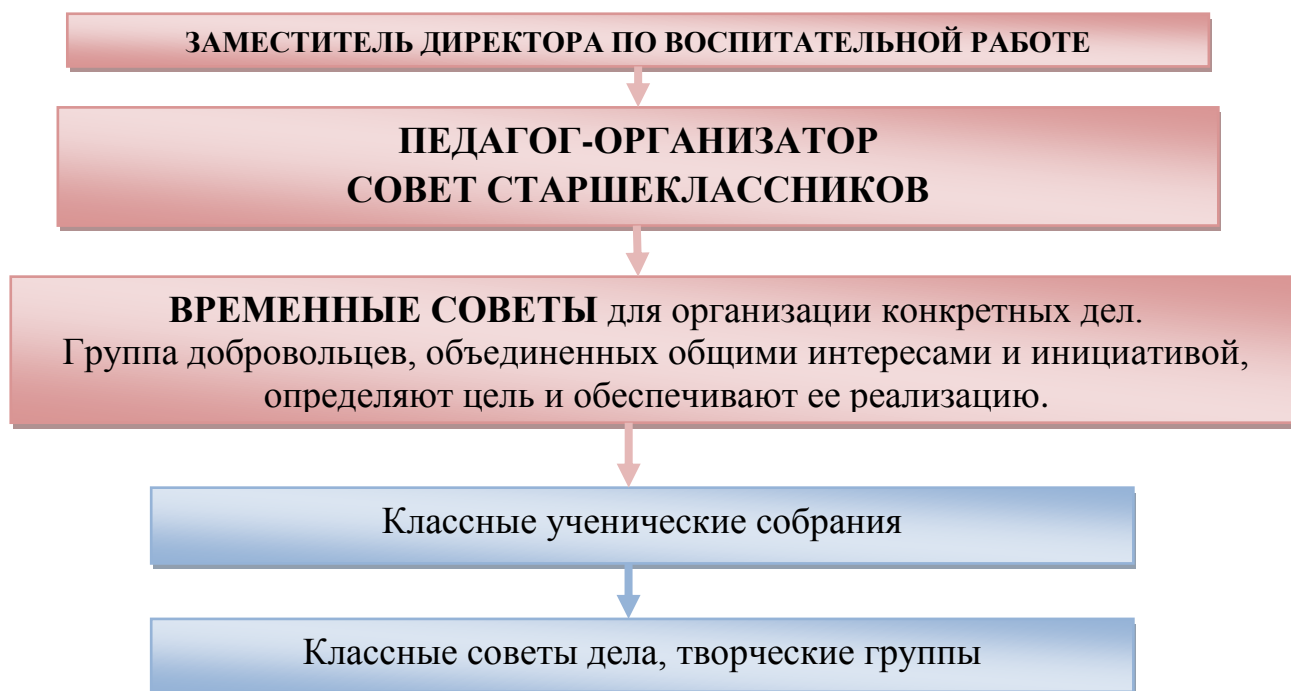 ЗАМЕСТИТЕЛЬ ДИРЕКТОРА ПО ВОСПИТАТЕЛЬНОЙ РАБОТЕ
ПЕДАГОГ-ОРГАНИЗАТОР
СОВЕТ СТАРШЕКЛАССНИКОВ
ВРЕМЕННЫЕ СОВЕТЫ для организации конкретных дел.
Группа добровольцев, объединенных общими интересами и инициативой,
определяют цель и обеспечивают ее реализацию.
Классные ученические собрания
Классные советы дела, творческие группы